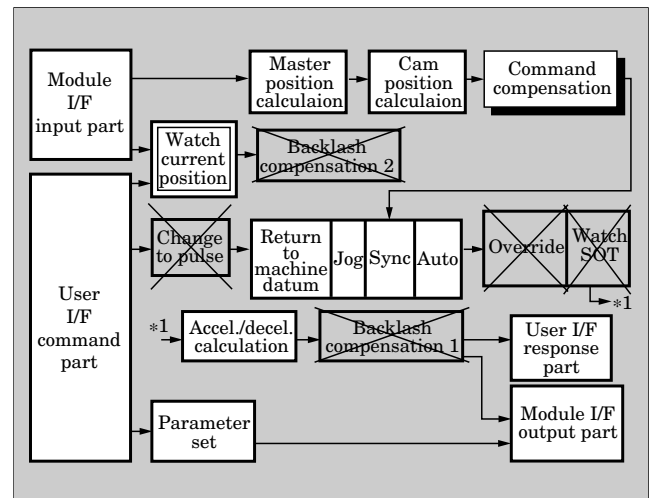 Module
I/F
input part
Master
position
calculaion
Cam
position
calculaion
Command
compensation
Watch
current
position
Backlash
compensation 2
User
I/F
command
part
Change
to pulse
Return
to
machine
datum
Jog
Sync
Auto
Override
Watch
SOT
*1
*1
Accel./decel.
calculation
Backlash
compensation 1
User I/F
response
part
Parameter
set
Module I/F
output part